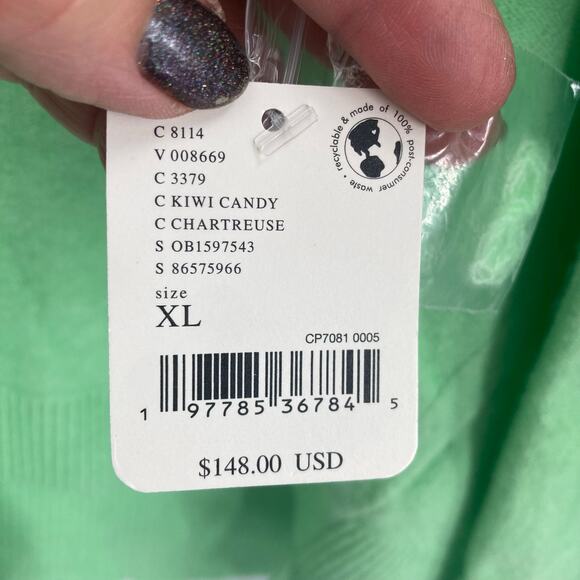 C 8114
V 008669
C 3379
C KIWI CANDY
C CHARTREUSE
S OB1597543
S 86575966
size
XL
recyclable & made of 100% post-consumer waste •
CP7081 0005
1 97785 36784 5
$148.00 USD